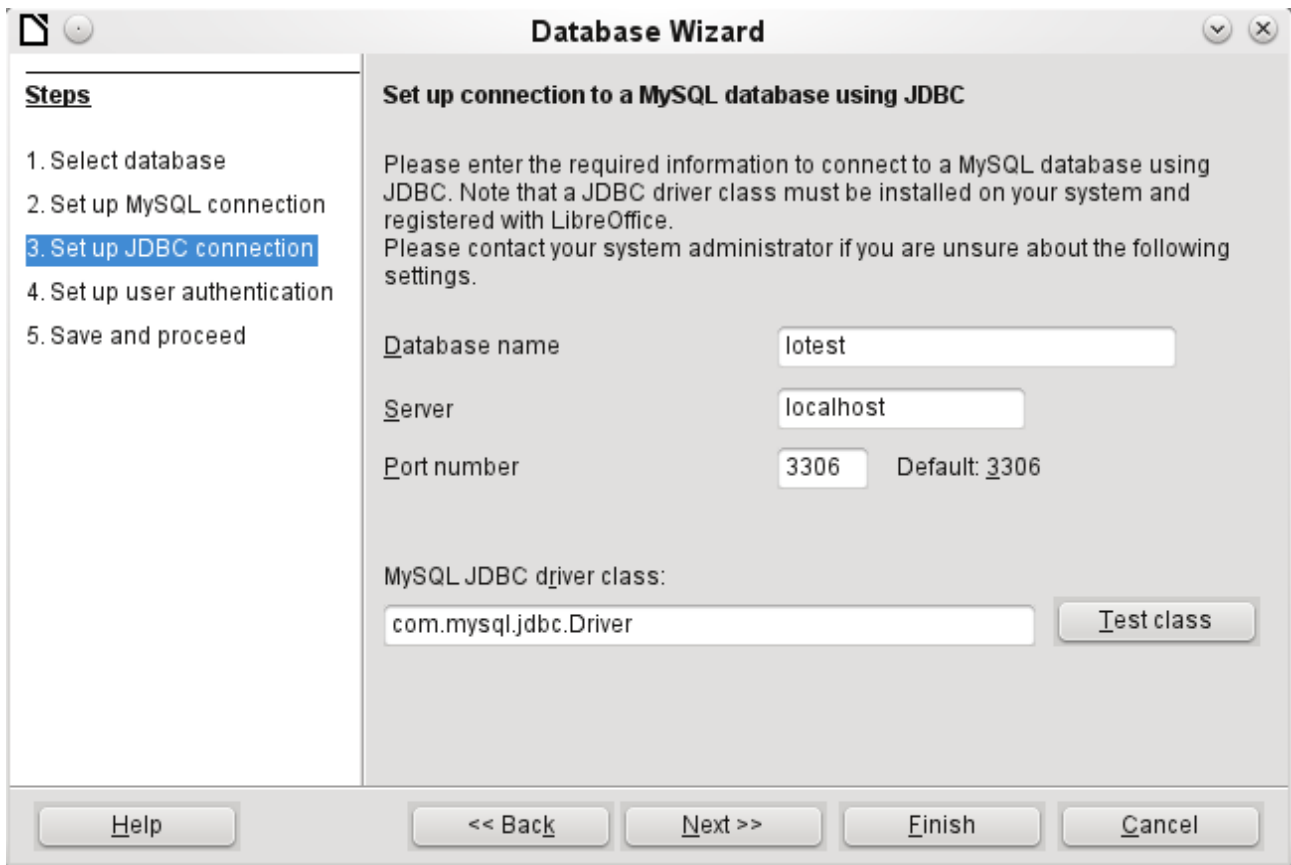 Database Wizard
Steps
1. Select database
2. Set up MySQL connection
3. Set up JDBC connection
4. Set up user authentication
5. Save and proceed
Set up connection to a MySQL database using JDBC
Please enter the required information to connect to a MySQL database using
JDBC. Note that a JDBC driver class must be installed on your system and
registered with LibreOffice.
Please contact your system administrator if you are unsure about the following
settings.
Database name lotest
Server localhost
Port number 3306 Default: 3306
MySQL JDBC driver class:
com.mysql.jdbc.Driver Test class
Help << Back Next >> Finish Cancel